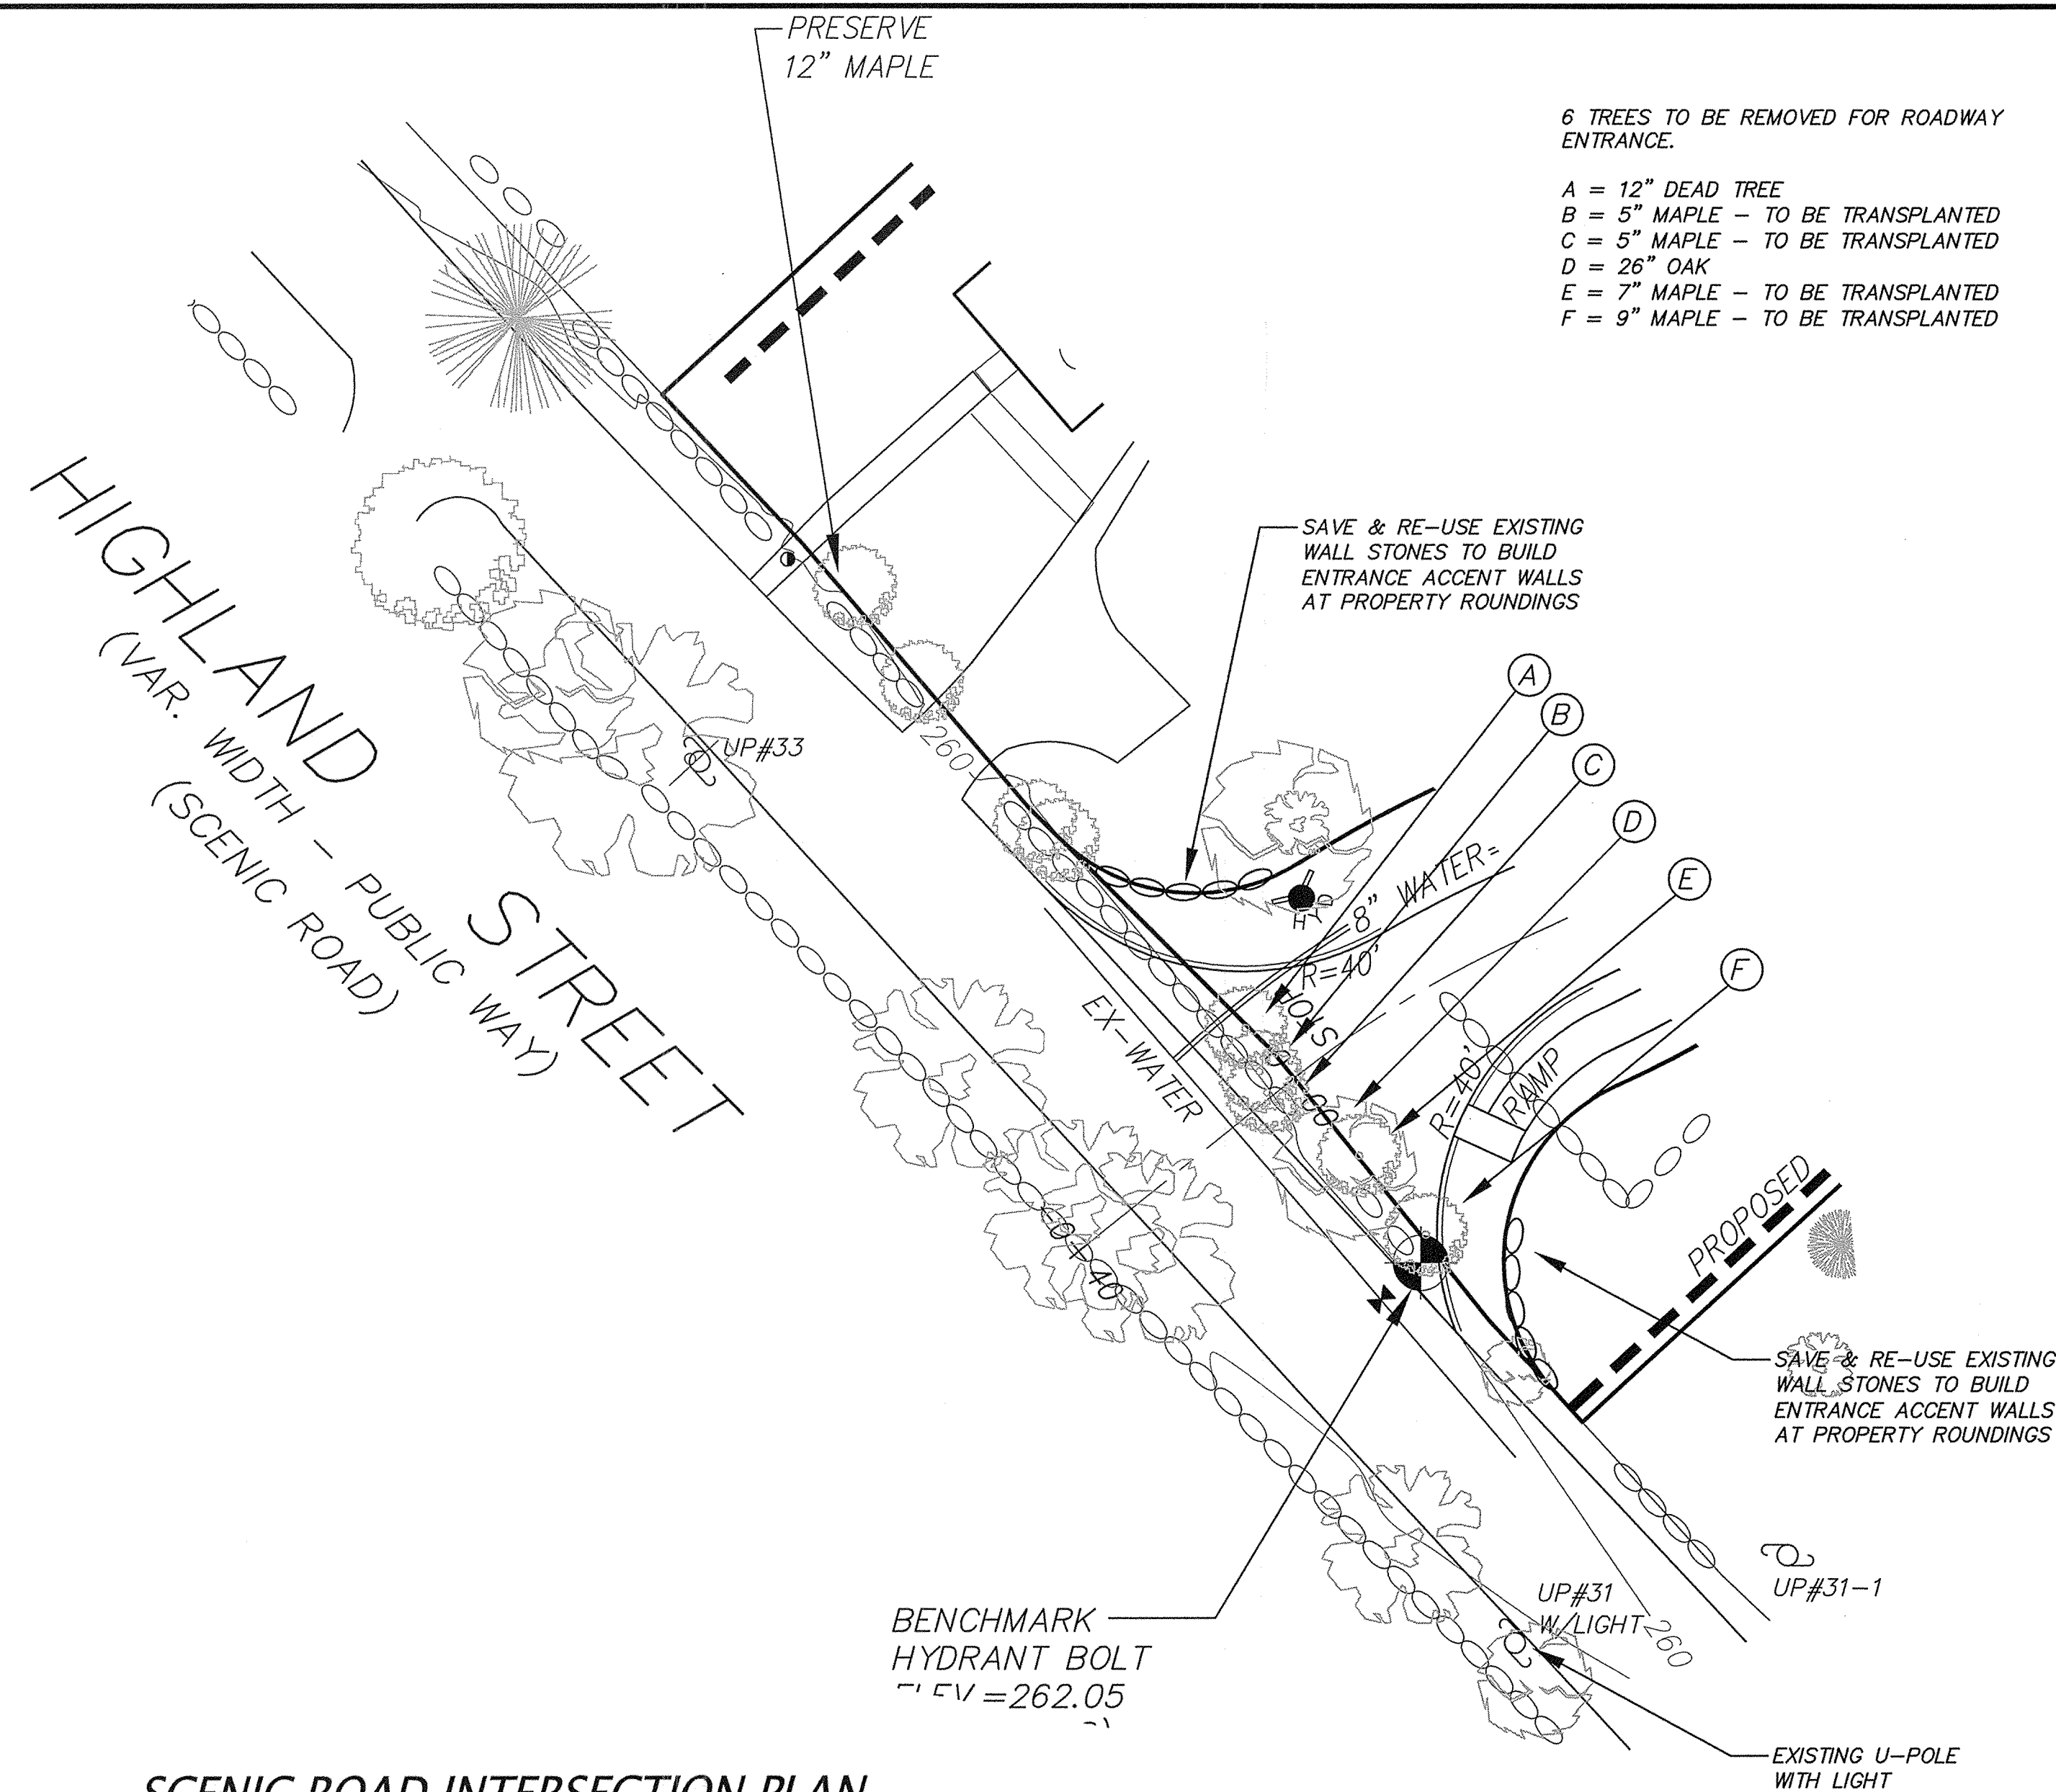 PRESERVE
12" MAPLE
6 TREES TO BE REMOVED FOR ROADWAY
ENTRANCE.
A = 12" DEAD TREE
B = 5" MAPLE – TO BE TRANSPLANTED
C = 5" MAPLE – TO BE TRANSPLANTED
D = 26" OAK
E = 7" MAPLE – TO BE TRANSPLANTED
F = 9" MAPLE – TO BE TRANSPLANTED
SAVE & RE-USE EXISTING
WALL STONES TO BUILD
ENTRANCE ACCENT WALLS
AT PROPERTY ROUNDINGS
HIGHLAND STREET
(VAR. WIDTH – PUBLIC WAY)
(SCENIC ROAD)
UP#33
260
A
B
C
D
E
F
8" WATER=
HYD
R=40'
EX-WATER
R=40'
RAMP
PROPOSED
SAVE & RE-USE EXISTING
WALL STONES TO BUILD
ENTRANCE ACCENT WALLS
AT PROPERTY ROUNDINGS
UP#31-1
UP#31
W/LIGHT
260
BENCHMARK
HYDRANT BOLT
=262.05
EXISTING U-POLE
WITH LIGHT
SCENIC ROAD INTERSECTION PLAN